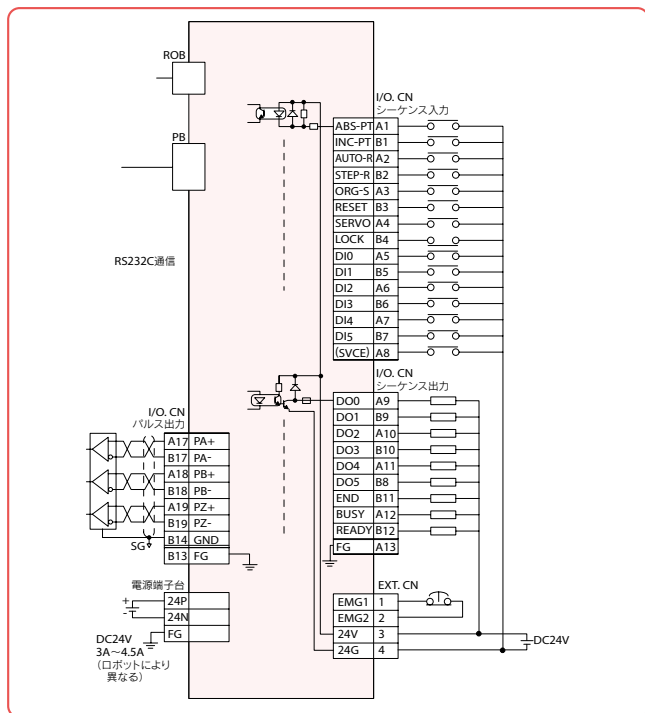 ROB
PB
RS232C通信
I/O. CN
シーケンス入力
ABS-PT A1
INC-PT B1
AUTO-R A2
STEP-R B2
ORG-S A3
RESET B3
SERVO A4
LOCK B4
DI0 A5
DI1 B5
DI2 A6
DI3 B6
DI4 A7
DI5 B7
(SVCE) A8
I/O. CN
シーケンス出力
DO0 A9
DO1 B9
DO2 A10
DO3 B10
DO4 A11
DO5 B8
END B11
BUSY A12
READY B12
FG A13
I/O. CN
パルス出力
A17 PA+
B17 PA-
A18 PB+
B18 PB-
A19 PZ+
B19 PZ-
B14 GND
B13 FG
SG
電源端子台
+ 24P
- 24N
FG
DC24V
3A～4.5A
(ロボットにより
異なる)
EXT. CN
EMG1 1
EMG2 2
24V 3
24G 4
DC24V